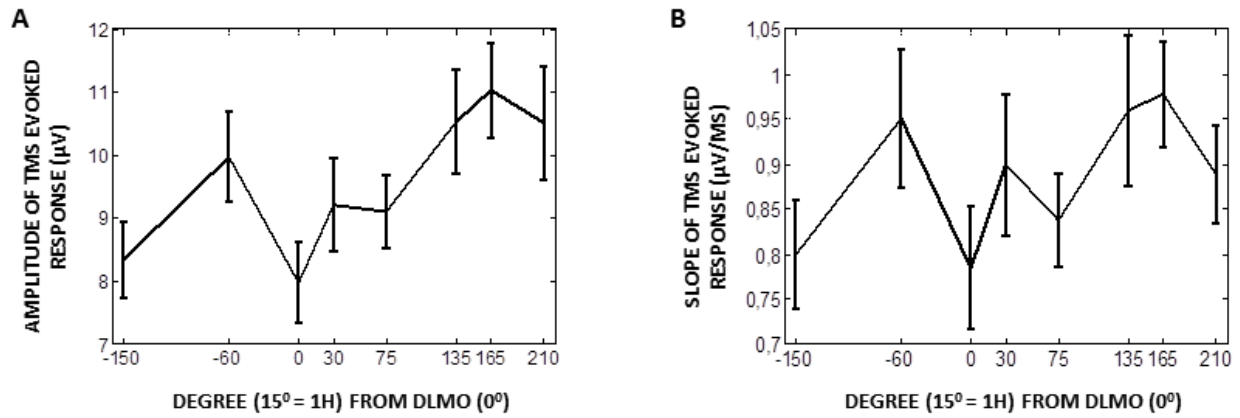 A
AMPLITUDE OF TMS EVOKED
RESPONSE (µV)
12
11
10
9
8
7
-150 -60 0 30 75 135 165 210
DEGREE (15⁰ = 1H) FROM DLMO (0⁰)
B
SLOPE OF TMS EVOKED
RESPONSE (µV/MS)
1,05
1
0,95
0,9
0,85
0,8
0,75
0,7
-150 -60 0 30 75 135 165 210
DEGREE (15⁰ = 1H) FROM DLMO (0⁰)